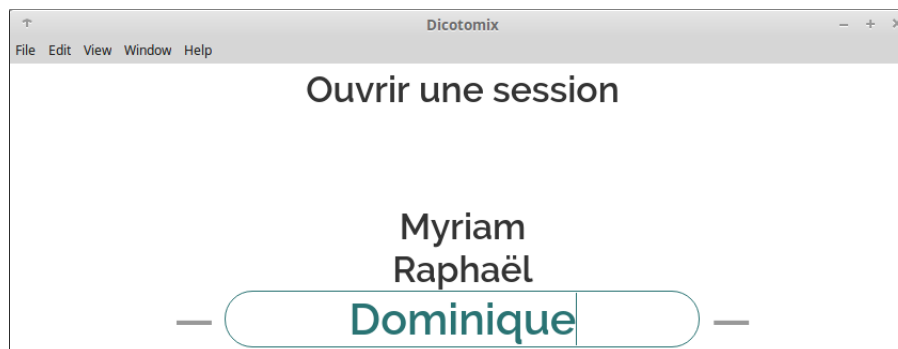 Dicotomix
File Edit View Window Help
Ouvrir une session
Myriam
Raphaël
Dominique